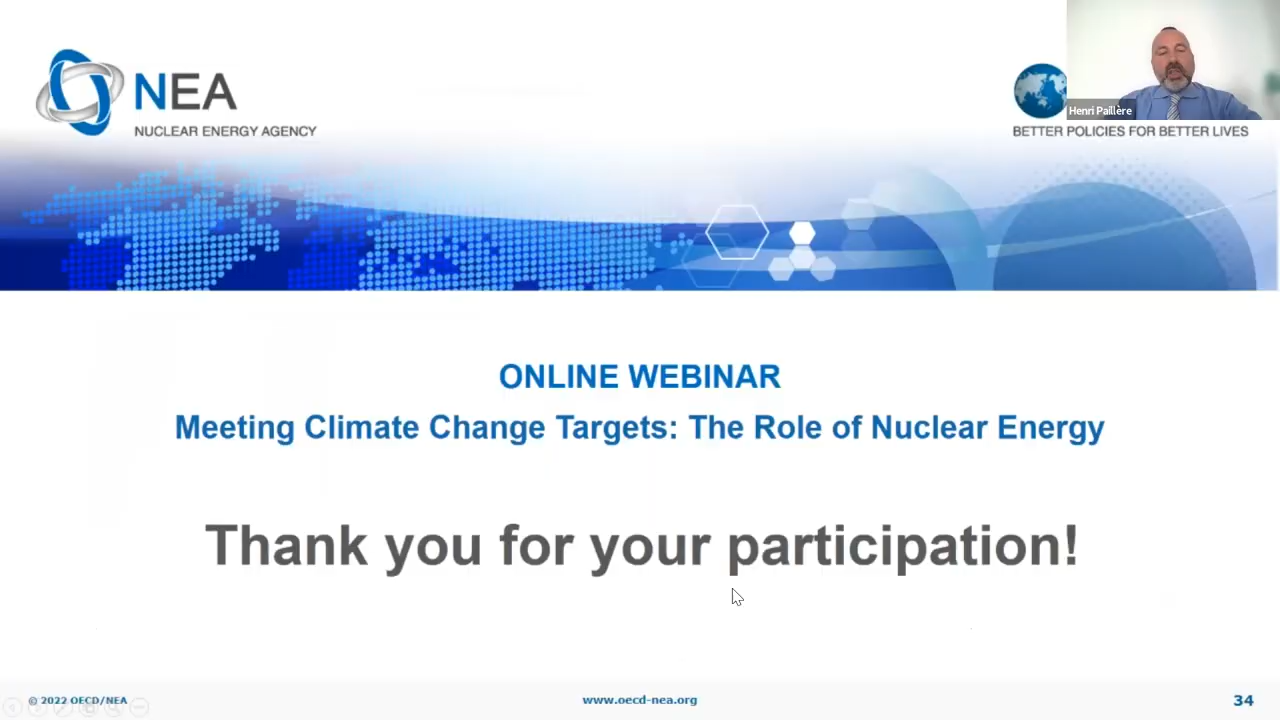 NEA
NUCLEAR ENERGY AGENCY
Henri Paillère
BETTER POLICIES FOR BETTER LIVES
ONLINE WEBINAR
Meeting Climate Change Targets: The Role of Nuclear Energy
Thank you for your participation!
© 2022 OECD/NEA
www.oecd-nea.org
34